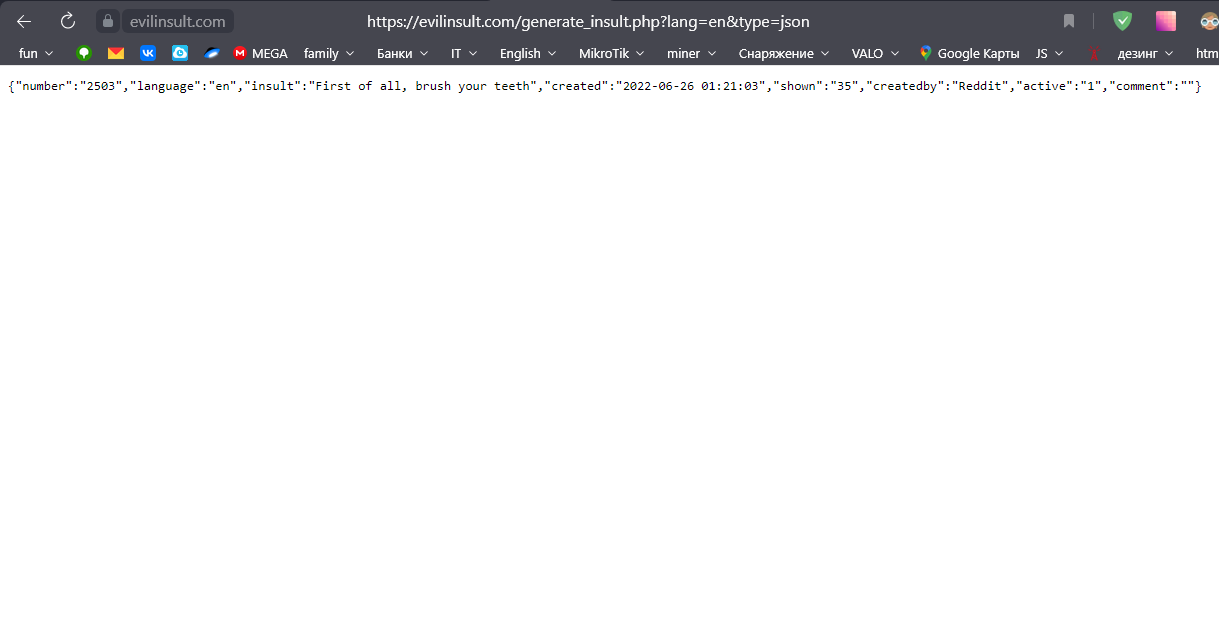 evilinsult.com https://evilinsult.com/generate_insult.php?lang=en&type=json
fun VK M MEGA family Банки IT English MikroTik miner Снаряжение VALO Google Карты JS дезинг htm
{"number":"2503","language":"en","insult":"First of all, brush your teeth","created":"2022-06-26 01:21:03","shown":"35","createdby":"Reddit","active":"1","comment":""}